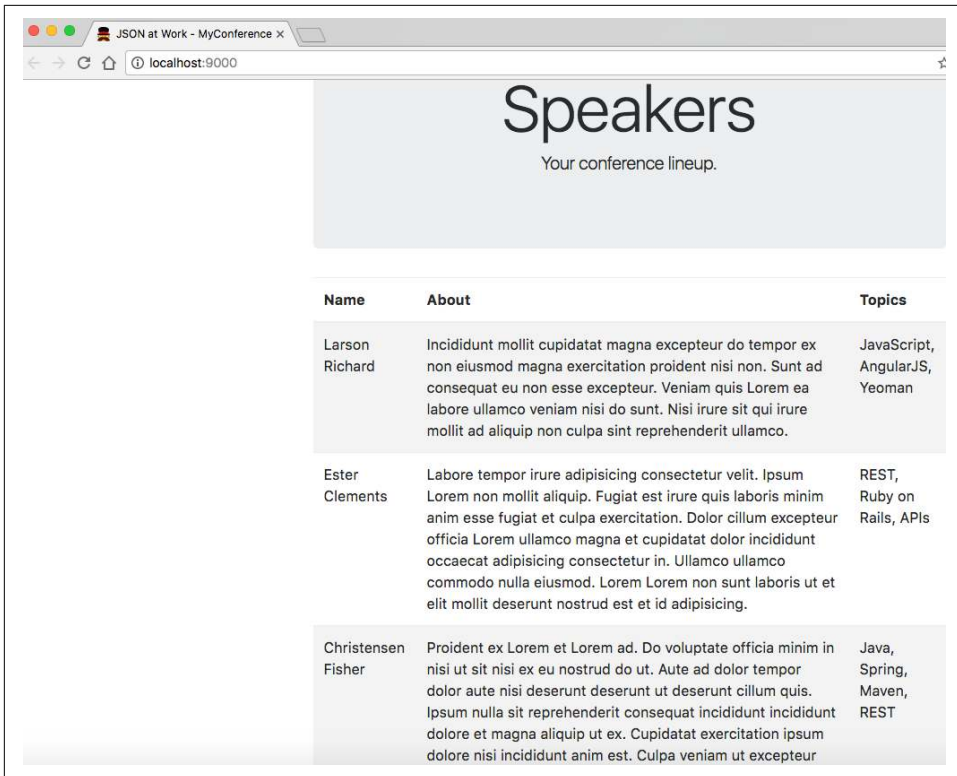 JSON at Work - MyConference ×
localhost:9000
Speakers
Your conference lineup.
Name About Topics
Larson Incididunt mollit cupidatat magna excepteur do tempor ex JavaScript,
Richard non eiusmod magna exercitation proident nisi non. Sunt ad AngularJS,
consequat eu non esse excepteur. Veniam quis Lorem ea Yeoman
labore ullamco veniam nisi do sunt. Nisi irure sit qui irure
mollit ad aliquip non culpa sint reprehenderit ullamco.
Ester Labore tempor irure adipisicing consectetur velit. Ipsum REST,
Clements Lorem non mollit aliquip. Fugiat est irure quis laboris minim Ruby on
anim esse fugiat et culpa exercitation. Dolor cillum excepteur Rails, APIs
officia Lorem ullamco magna et cupidatat dolor incididunt
occaecat adipisicing consectetur in. Ullamco ullamco
commodo nulla eiusmod. Lorem Lorem non sunt laboris ut et
elit mollit deserunt nostrud est et id adipisicing.
Christensen Proident ex Lorem et Lorem ad. Do voluptate officia minim in Java,
Fisher nisi ut sit nisi ex eu nostrud do ut. Aute ad dolor tempor Spring,
dolor aute nisi deserunt deserunt ut deserunt cillum quis. Maven,
Ipsum nulla sit reprehenderit consequat incididunt incididunt REST
dolore et magna aliquip ut ex. Cupidatat exercitation ipsum
dolore nisi incididunt anim est. Culpa veniam ut excepteur